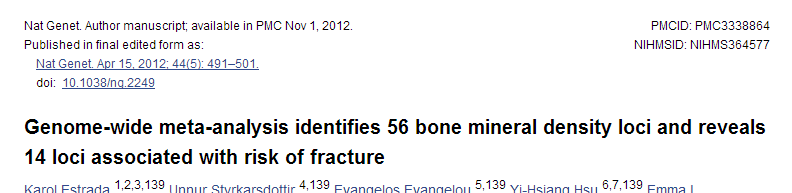 Nat Genet. Author manuscript; available in PMC Nov 1, 2012. PMCID: PMC3338864
Published in final edited form as: NIHMSID: NIHMS364577
Nat Genet. Apr 15, 2012; 44(5): 491–501.
doi: 10.1038/ng.2249
Genome-wide meta-analysis identifies 56 bone mineral density loci and reveals
14 loci associated with risk of fracture
Karol Estrada 1,2,3,139 Unnur Styrkarsdottir 4,139 Evangelos Evangelou 5,139 Yi-Hsiang Hsu 6,7,139 Emma L